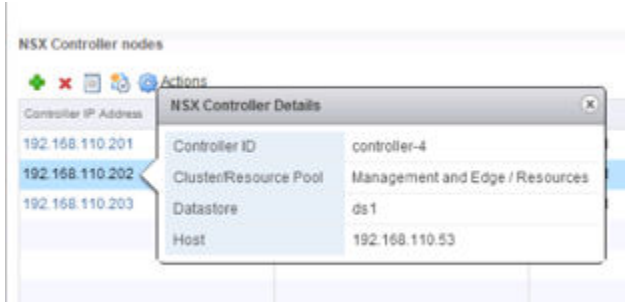 NSX Controller nodes
Actions
Controller IP Address
NSX Controller Details
192.168.110.201
Controller ID controller-4
192.168.110.202
Cluster/Resource Pool Management and Edge / Resources
192.168.110.203
Datastore ds1
Host 192.168.110.53